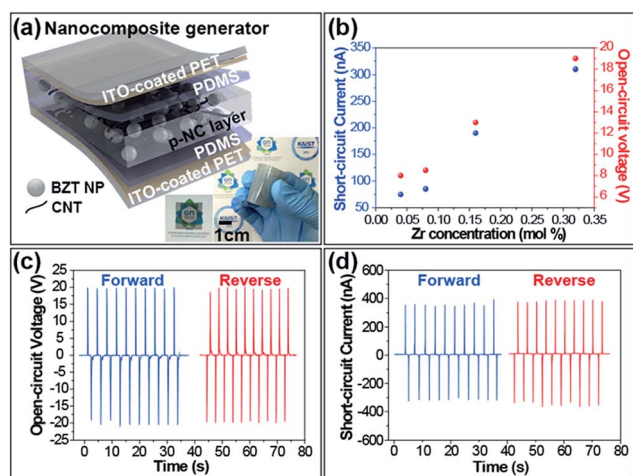 (a) Nanocomposite generator
ITO-coated PET
PDMS
p-NC layer
PDMS
ITO-coated PET
BZT NP
CNT
KAIST
1cm
(b)
Short-circuit Current (nA)
350
300
250
200
150
100
50
Open-circuit voltage (V)
20
18
16
14
12
10
8
6
0.00 0.05 0.10 0.15 0.20 0.25 0.30 0.35
Zr concentration (mol %)
(c)
Open-circuit Voltage (V)
25
20
15
10
5
0
-5
-10
-15
-20
-25
Forward Reverse
0 10 20 30 40 50 60 70 80
Time (s)
(d)
Short-circuit Current (nA)
600
400
200
0
-200
-400
-600
Forward Reverse
0 10 20 30 40 50 60 70 80
Time (s)